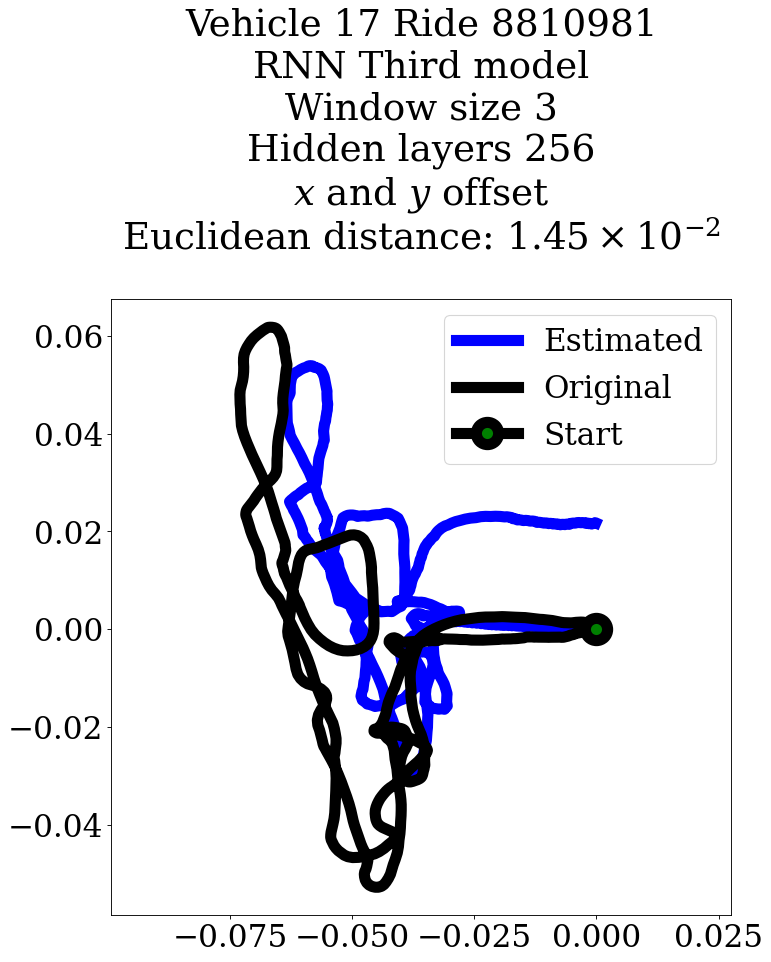 Vehicle 17 Ride 8810981
RNN Third model
Window size 3
Hidden layers 256
x and y offset
Euclidean distance: 1.45 × 10⁻²
Estimated
Original
Start
0.06
0.04
0.02
0.00
−0.02
−0.04
−0.075 −0.050 −0.025 0.000 0.025